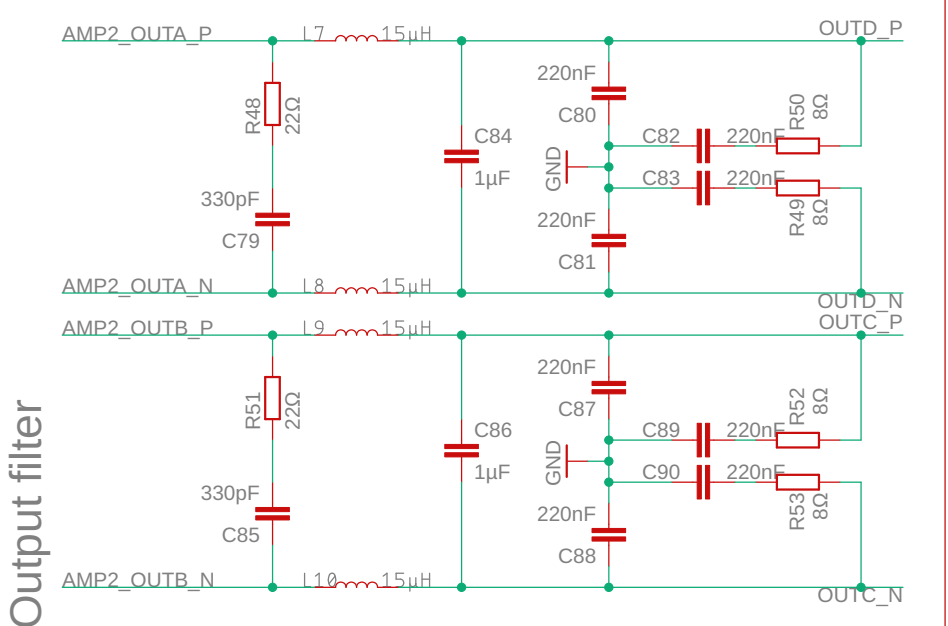 AMP2_OUTA_P
L7
15µH
OUTD_P
R48
22Ω
330pF
C79
C84
1µF
220nF
C80
GND
C82
220nF
R50
8Ω
C83
220nF
R49
8Ω
220nF
C81
AMP2_OUTA_N
L8
15µH
OUTD_N
AMP2_OUTB_P
L9
15µH
OUTC_P
R51
22Ω
330pF
C85
C86
1µF
220nF
C87
GND
C89
220nF
R52
8Ω
C90
220nF
R53
8Ω
220nF
C88
AMP2_OUTB_N
L10
15µH
OUTC_N
Output filter